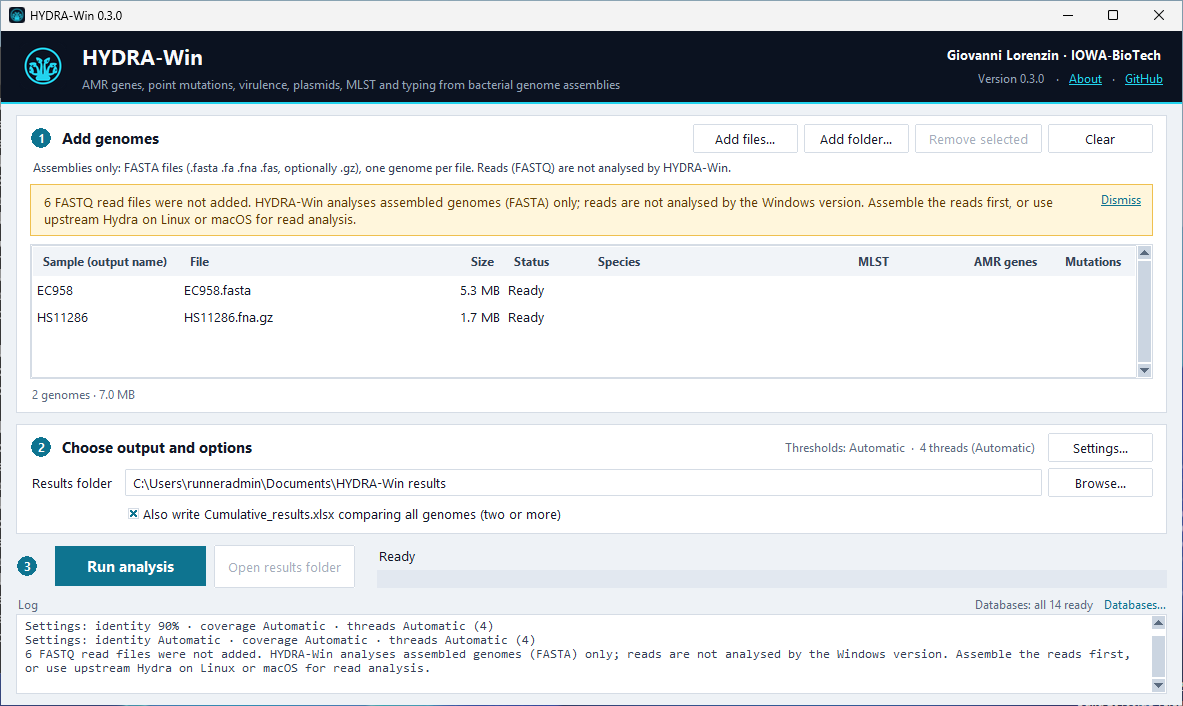 HYDRA-Win 0.3.0
HYDRA-Win
AMR genes, point mutations, virulence, plasmids, MLST and typing from bacterial genome assemblies
Giovanni Lorenzin · IOWA-BioTech
Version 0.3.0 · About · GitHub
1 Add genomes
Add files... Add folder... Remove selected Clear
Assemblies only: FASTA files (.fasta .fa .fna .fas, optionally .gz), one genome per file. Reads (FASTQ) are not analysed by HYDRA-Win.
6 FASTQ read files were not added. HYDRA-Win analyses assembled genomes (FASTA) only; reads are not analysed by the Windows version. Assemble the reads first, or use
upstream Hydra on Linux or macOS for read analysis.
Dismiss
Sample (output name) File Size Status Species MLST AMR genes Mutations
EC958 EC958.fasta 5.3 MB Ready
HS11286 HS11286.fna.gz 1.7 MB Ready
2 genomes · 7.0 MB
2 Choose output and options
Thresholds: Automatic · 4 threads (Automatic) Settings...
Results folder C:\Users\runneradmin\Documents\HYDRA-Win results Browse...
Also write Cumulative_results.xlsx comparing all genomes (two or more)
3 Run analysis Open results folder Ready
Log
Databases: all 14 ready Databases...
Settings: identity 90% · coverage Automatic · threads Automatic (4)
Settings: identity Automatic · coverage Automatic · threads Automatic (4)
6 FASTQ read files were not added. HYDRA-Win analyses assembled genomes (FASTA) only; reads are not analysed by the Windows version. Assemble the reads first,
or use upstream Hydra on Linux or macOS for read analysis.